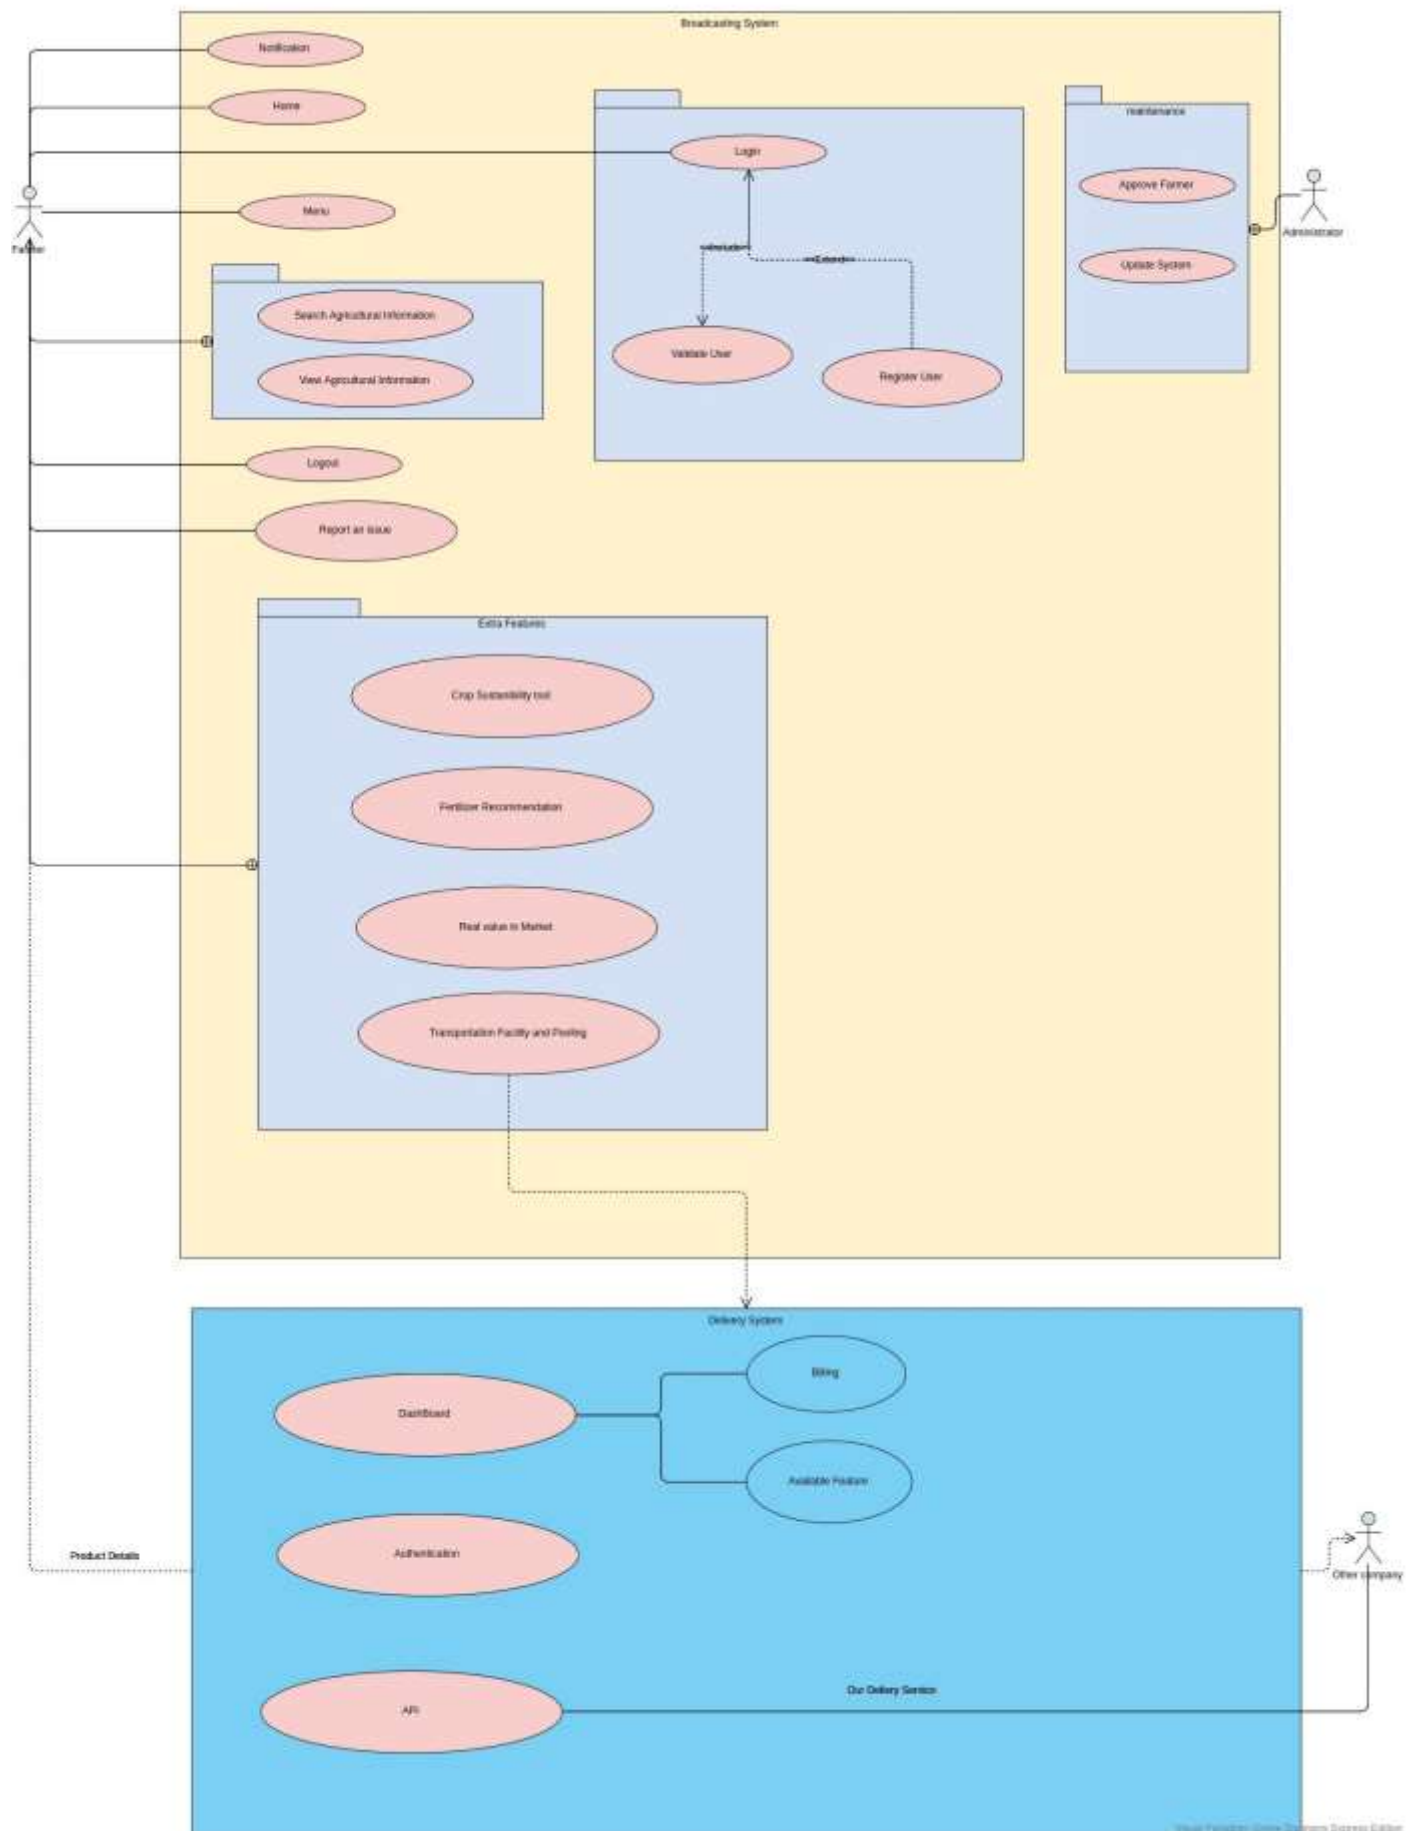 Broadcasting System
Notification
Home
Login
Menu
Farmer
maintenance
Approve Farmer
Update System
Administrator
<<Include>>
<<Extend>>
Validate User
Register User
Search Agricultural Information
View Agricultural Information
Logout
Report an issue
Extra Features
Crop Sustanibility tool
Fertilizer Recommendation
Real value in Market
Transportation Facility and Pooling
Delivery System
Billing
DashBoard
Available Feature
Authentication
Product Details
Other company
Our Delivery Service
API